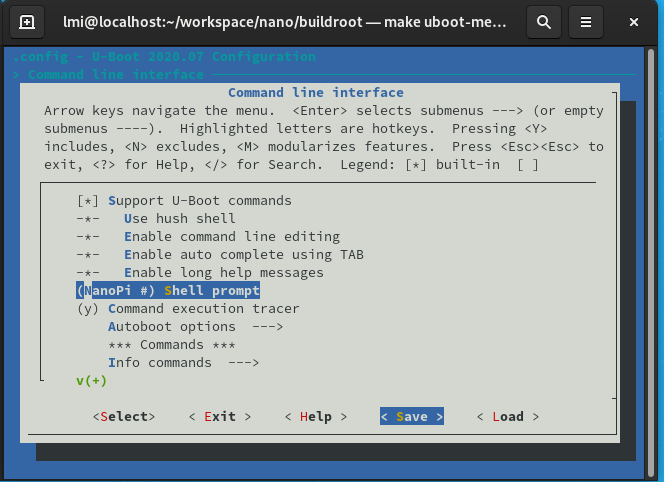 lmi@localhost:~/workspace/nano/buildroot — make uboot-me...
.config - U-Boot 2020.07 Configuration
> Command line interface
Command line interface
Arrow keys navigate the menu.  <Enter> selects submenus ---> (or empty
submenus ----).  Highlighted letters are hotkeys.  Pressing <Y>
includes, <N> excludes, <M> modularizes features.  Press <Esc><Esc> to
exit, <?> for Help, </> for Search.  Legend: [*] built-in  [ ]
[*] Support U-Boot commands
-*-   Use hush shell
-*-   Enable command line editing
-*-   Enable auto complete using TAB
-*-   Enable long help messages
(NanoPi #) Shell prompt
(y) Command execution tracer
Autoboot options  --->
*** Commands ***
Info commands  --->
v(+)
<Select>    < Exit >    < Help >    < Save >    < Load >